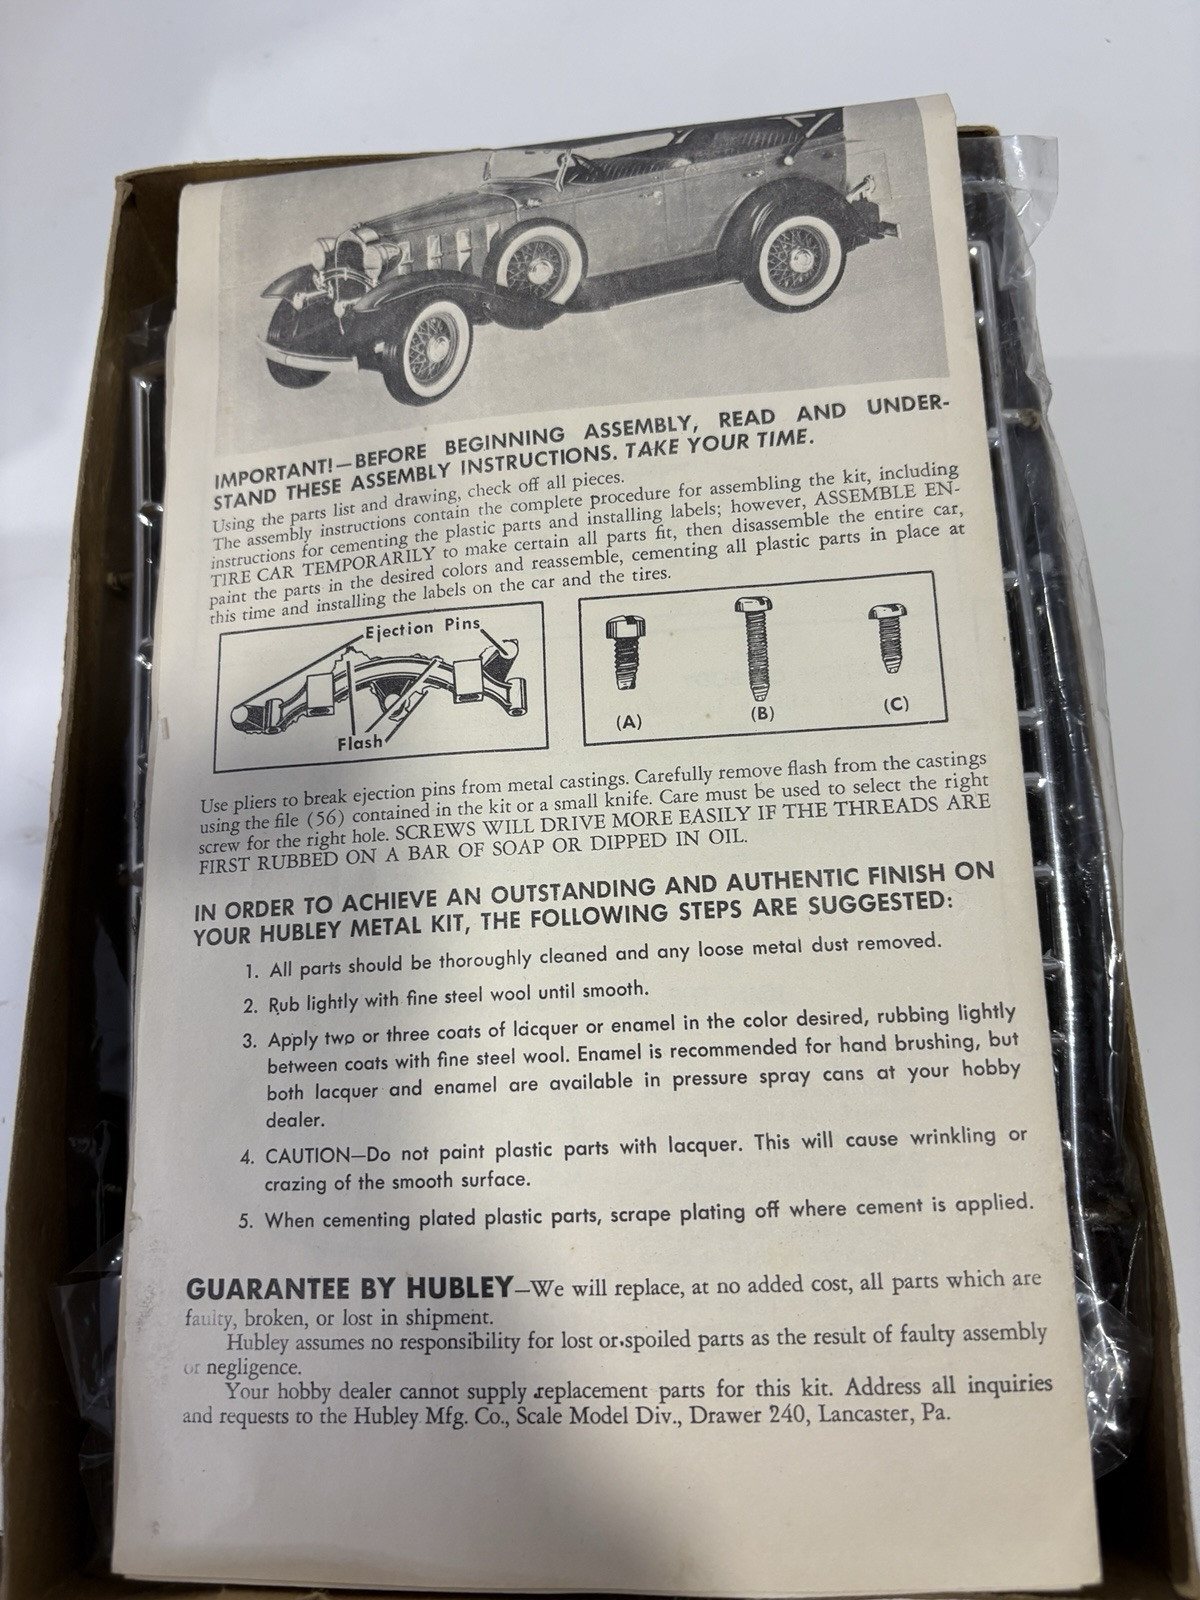 IMPORTANT!—BEFORE BEGINNING ASSEMBLY, READ AND UNDER-
STAND THESE ASSEMBLY INSTRUCTIONS. TAKE YOUR TIME.
Using the parts list and drawing, check off all pieces.
The assembly instructions contain the complete procedure for assembling the kit, including
instructions for cementing the plastic parts and installing labels; however, ASSEMBLE EN-
TIRE CAR TEMPORARILY to make certain all parts fit, then disassemble the entire car,
paint the parts in the desired colors and reassemble, cementing all plastic parts in place at
this time and installing the labels on the car and the tires.
Ejection Pins
Flash
(A)
(B)
(C)
Use pliers to break ejection pins from metal castings. Carefully remove flash from the castings
using the file (56) contained in the kit or a small knife. Care must be used to select the right
screw for the right hole. SCREWS WILL DRIVE MORE EASILY IF THE THREADS ARE
FIRST RUBBED ON A BAR OF SOAP OR DIPPED IN OIL.
IN ORDER TO ACHIEVE AN OUTSTANDING AND AUTHENTIC FINISH ON
YOUR HUBLEY METAL KIT, THE FOLLOWING STEPS ARE SUGGESTED:
1. All parts should be thoroughly cleaned and any loose metal dust removed.
2. Rub lightly with fine steel wool until smooth.
3. Apply two or three coats of lacquer or enamel in the color desired, rubbing lightly
between coats with fine steel wool. Enamel is recommended for hand brushing, but
both lacquer and enamel are available in pressure spray cans at your hobby
dealer.
4. CAUTION—Do not paint plastic parts with lacquer. This will cause wrinkling or
crazing of the smooth surface.
5. When cementing plated plastic parts, scrape plating off where cement is applied.
GUARANTEE BY HUBLEY—We will replace, at no added cost, all parts which are
faulty, broken, or lost in shipment.
Hubley assumes no responsibility for lost or spoiled parts as the result of faulty assembly
or negligence.
Your hobby dealer cannot supply replacement parts for this kit. Address all inquiries
and requests to the Hubley Mfg. Co., Scale Model Div., Drawer 240, Lancaster, Pa.